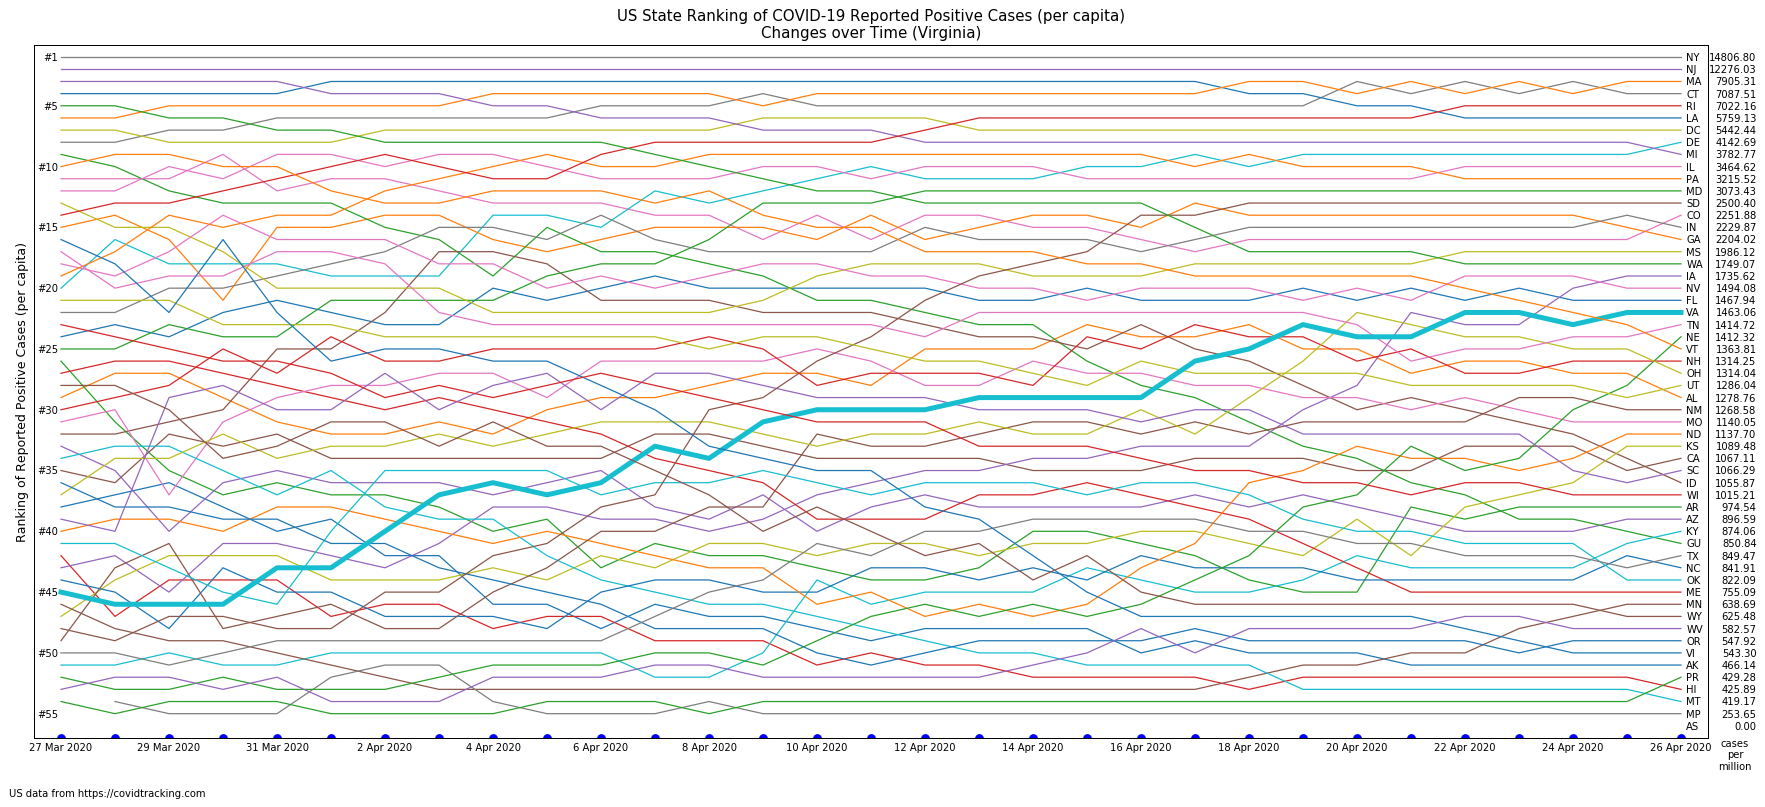 US State Ranking of COVID-19 Reported Positive Cases (per capita)
Changes over Time (Virginia)
Ranking of Reported Positive Cases (per capita)
#1
#5
#10
#15
#20
#25
#30
#35
#40
#45
#50
#55
NY 14806.80
NJ 12276.03
MA 7905.31
CT 7087.51
RI 7022.16
LA 5759.13
DC 5442.44
DE 4142.69
MI 3782.77
IL 3464.62
PA 3215.52
MD 3073.43
SD 2500.40
CO 2251.88
IN 2229.87
GA 2204.02
MS 1986.12
WA 1749.07
IA 1735.62
NV 1494.08
FL 1467.94
VA 1463.06
TN 1414.72
NE 1412.32
VT 1363.81
NH 1314.25
OH 1314.04
UT 1286.04
AL 1278.76
NM 1268.58
MO 1140.05
ND 1137.70
KS 1089.48
CA 1067.11
SC 1066.29
ID 1055.87
WI 1015.21
AR 974.54
AZ 896.59
KY 874.06
GU 850.84
TX 849.47
NC 841.91
OK 822.09
ME 755.09
MN 638.69
WY 625.48
WV 582.57
OR 547.92
VI 543.30
AK 466.14
PR 429.28
HI 425.89
MT 419.17
MP 253.65
AS 0.00
27 Mar 2020 29 Mar 2020 31 Mar 2020 2 Apr 2020 4 Apr 2020 6 Apr 2020 8 Apr 2020 10 Apr 2020 12 Apr 2020 14 Apr 2020 16 Apr 2020 18 Apr 2020 20 Apr 2020 22 Apr 2020 24 Apr 2020 26 Apr 2020
cases
per
million
US data from https://covidtracking.com